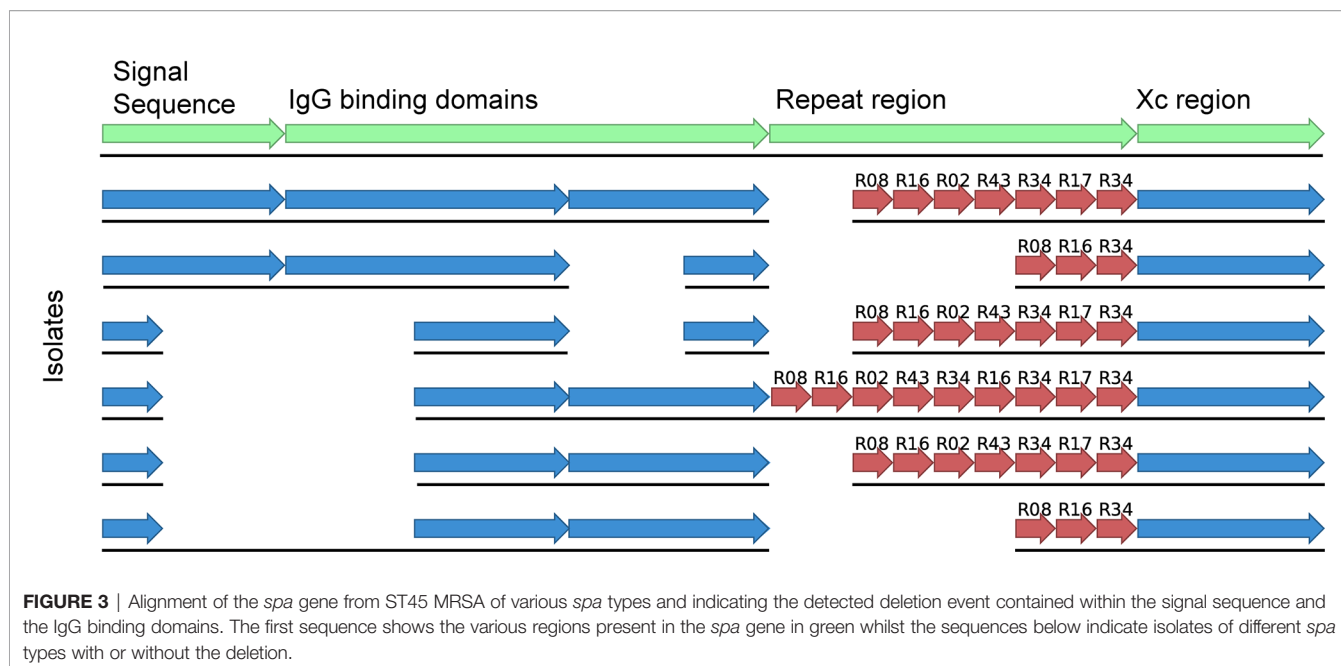 Signal
Sequence
IgG binding domains
Repeat region
Xc region
Isolates
R08 R16 R02 R43 R34 R17 R34
R08 R16 R34
R08 R16 R02 R43 R34 R17 R34
R08 R16 R02 R43 R34 R16 R34 R17 R34
R08 R16 R02 R43 R34 R17 R34
R08 R16 R34
FIGURE 3 | Alignment of the spa gene from ST45 MRSA of various spa types and indicating the detected deletion event contained within the signal sequence and
the IgG binding domains. The first sequence shows the various regions present in the spa gene in green whilst the sequences below indicate isolates of different spa
types with or without the deletion.